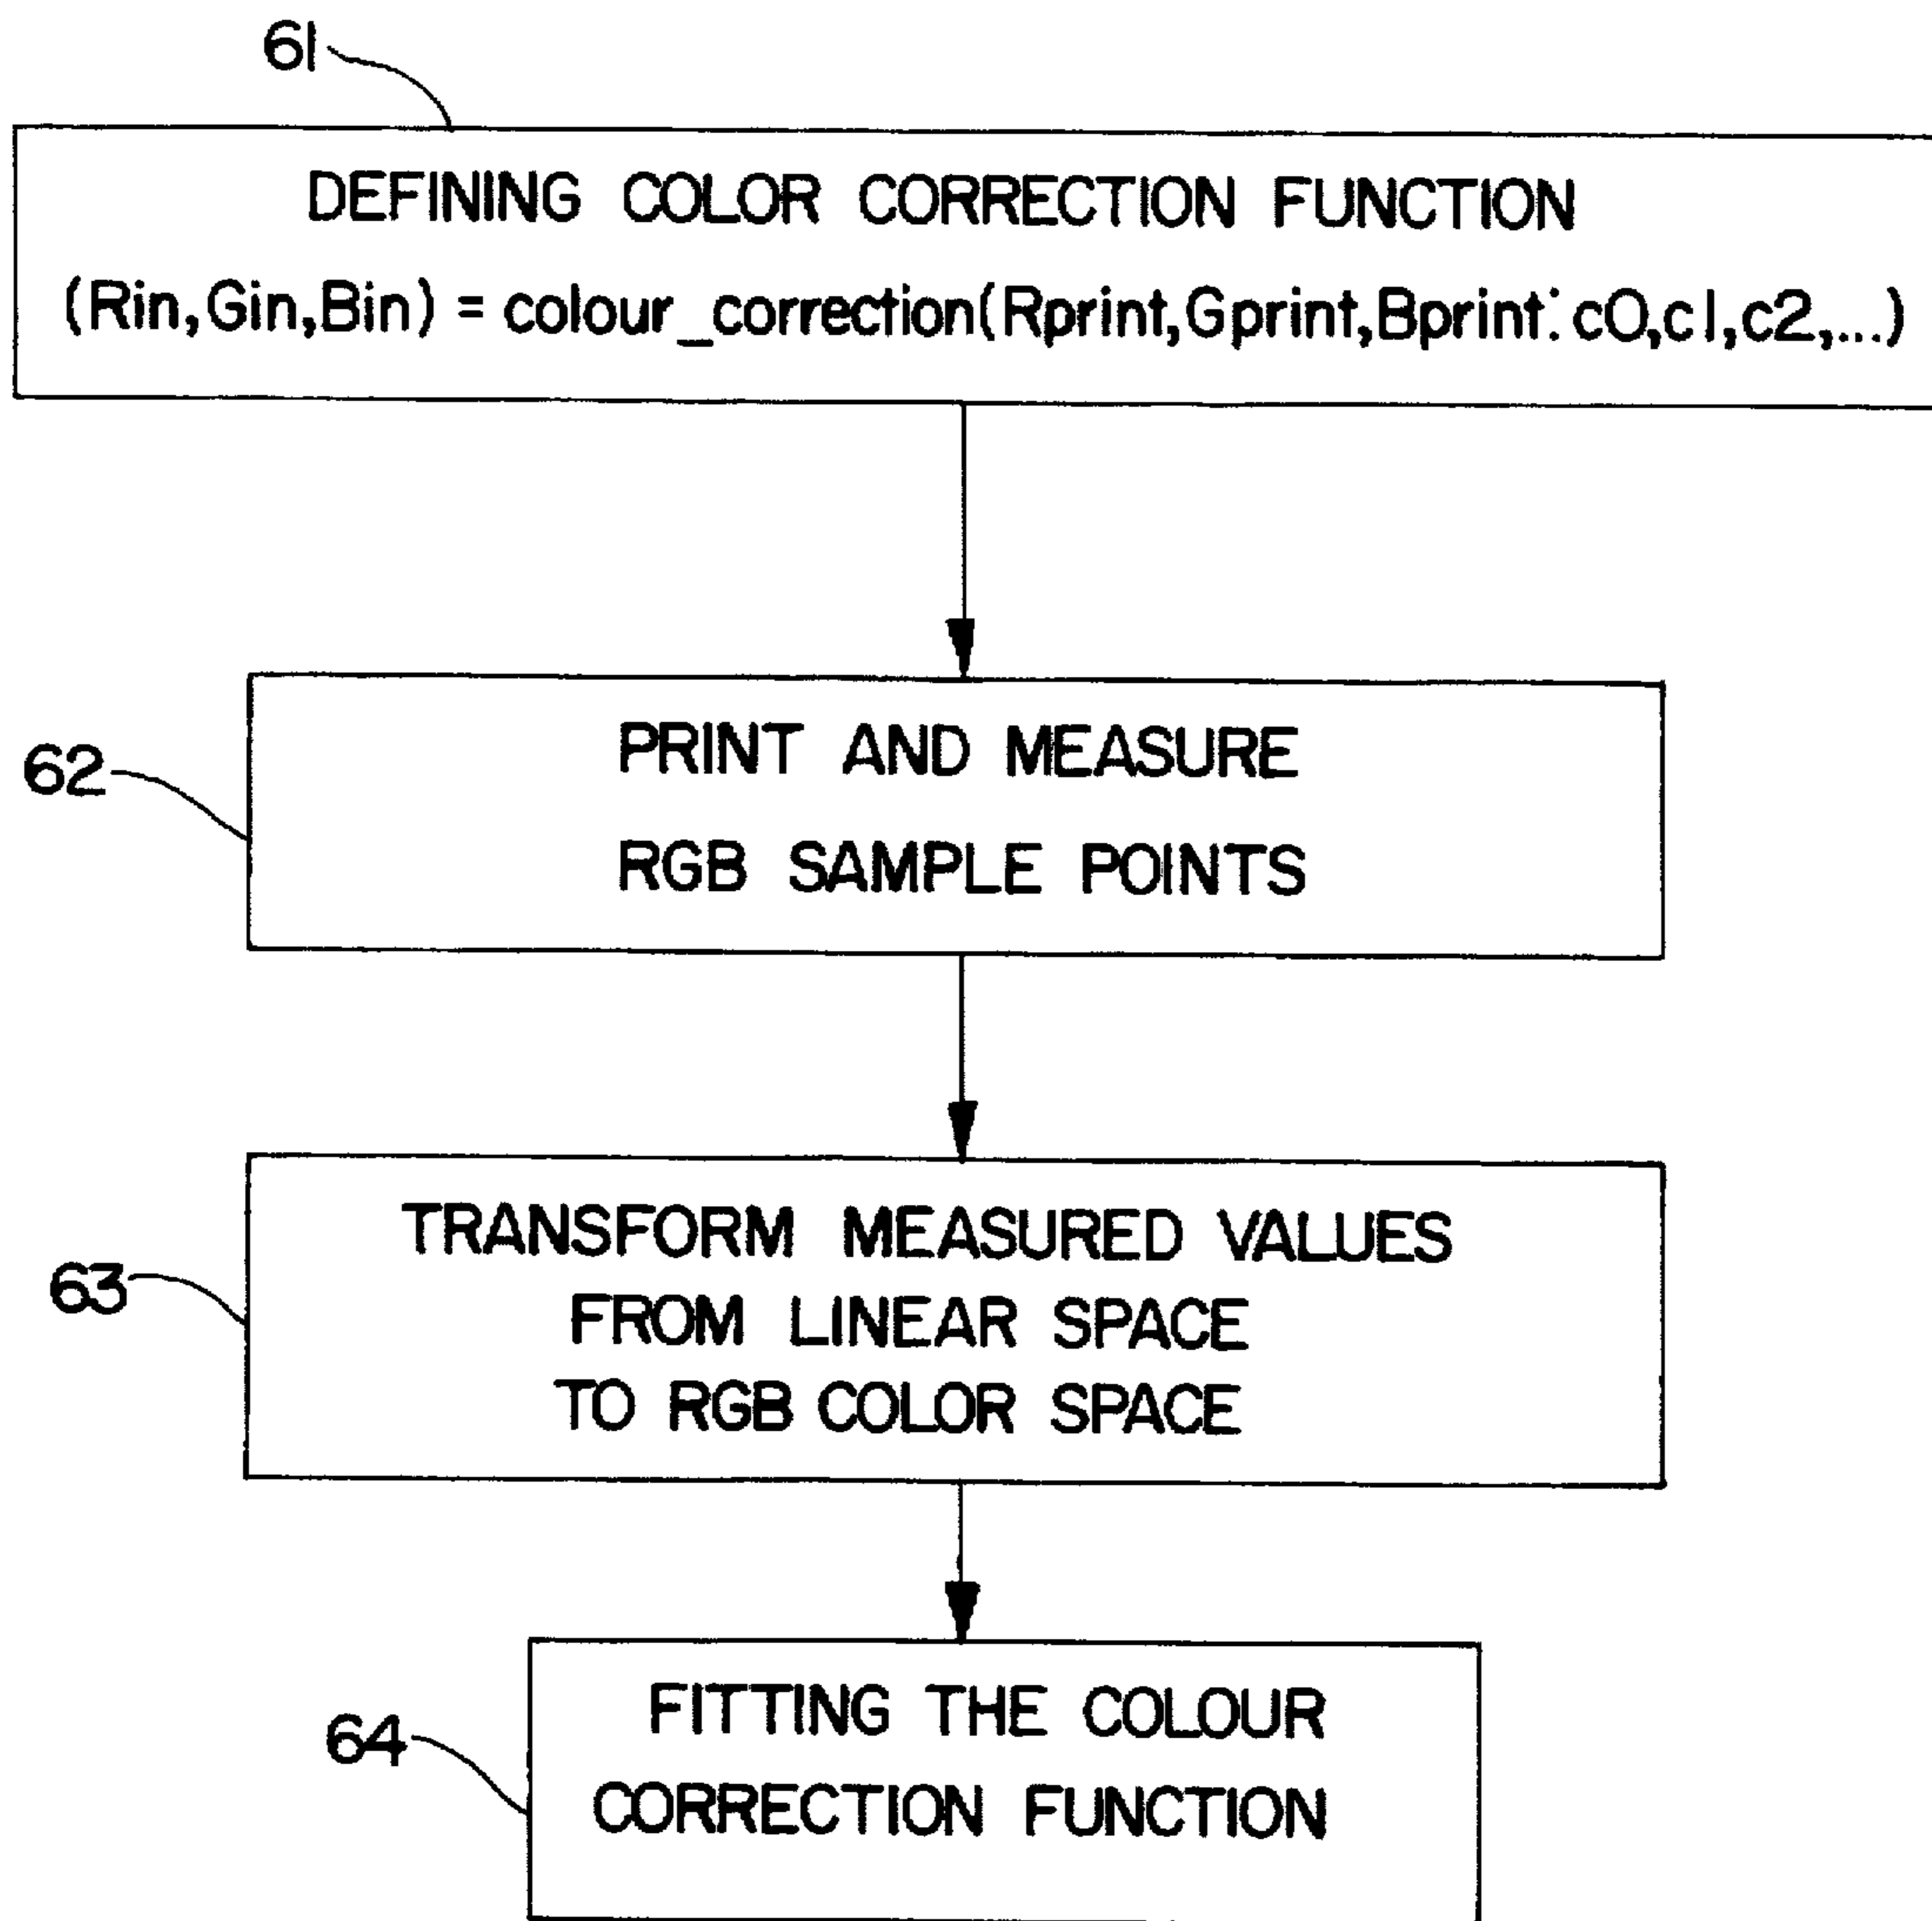 61
DEFINING COLOR CORRECTION FUNCTION
(Rin,Gin,Bin) = colour_correction(Rprint,Gprint,Bprint: c0,c1,c2,...)
62
PRINT AND MEASURE
RGB SAMPLE POINTS
63
TRANSFORM MEASURED VALUES
FROM LINEAR SPACE
TO RGB COLOR SPACE
64
FITTING THE COLOUR
CORRECTION FUNCTION